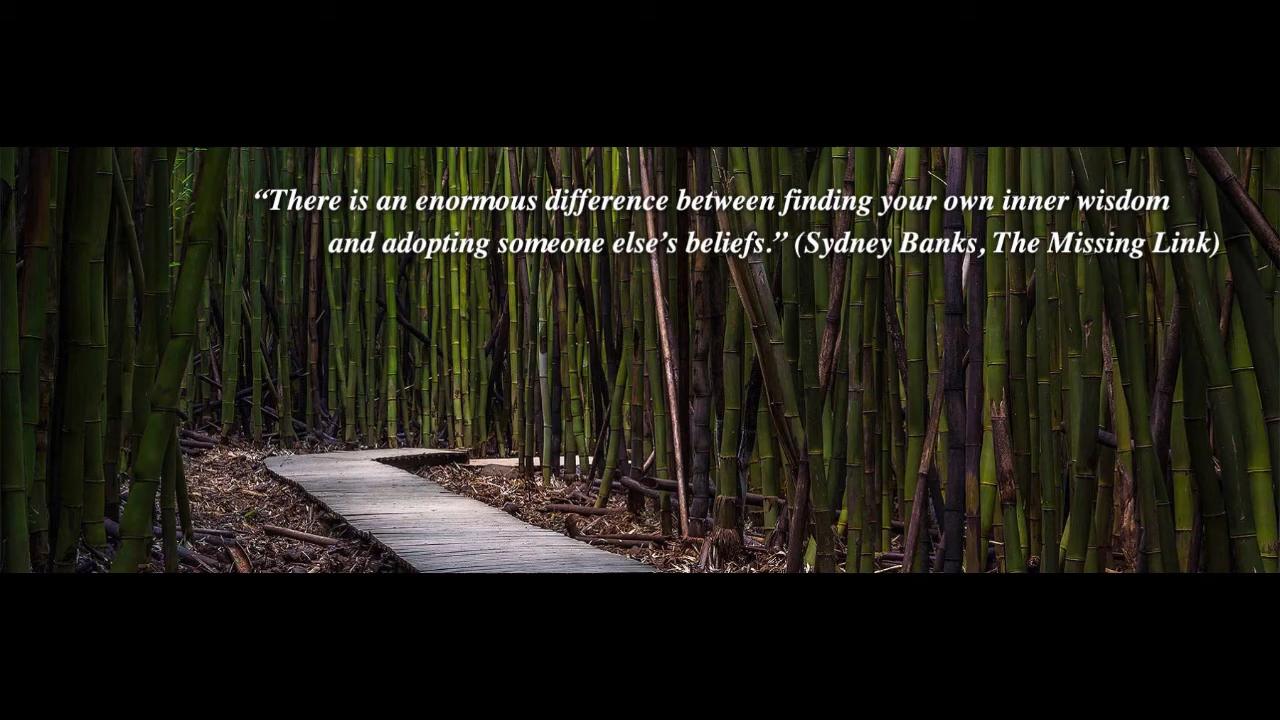 “There is an enormous difference between finding your own inner wisdom
and adopting someone else’s beliefs.” (Sydney Banks, The Missing Link)